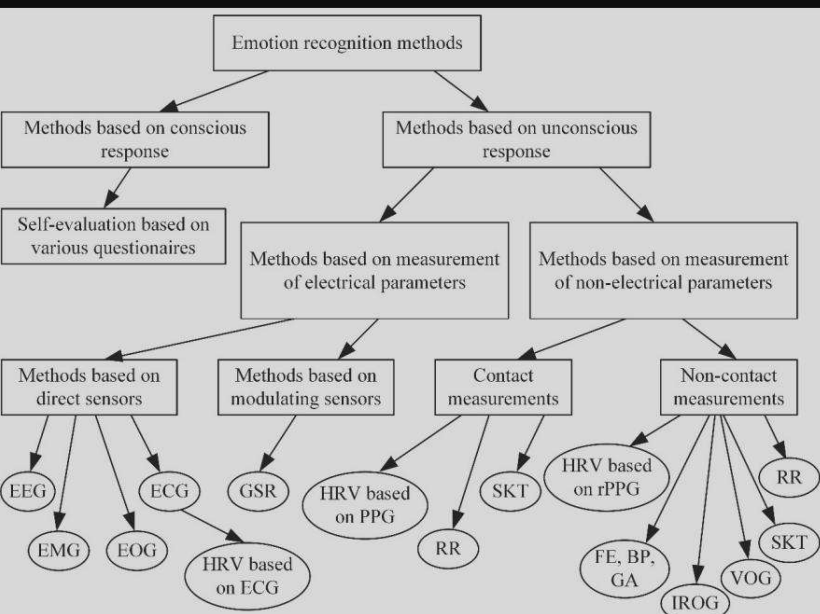 Emotion recognition methods
Methods based on conscious
response
Methods based on unconscious
response
Self-evaluation based on
various questionaires
Methods based on measurement
of electrical parameters
Methods based on measurement
of non-electrical parameters
Methods based on
direct sensors
Methods based on
modulating sensors
Contact
measurements
Non-contact
measurements
EEG
ECG
GSR
HRV based
on PPG
SKT
HRV based
on rPPG
RR
EMG
EOG
HRV based
on ECG
RR
FE, BP,
GA
IROG
VOG
SKT